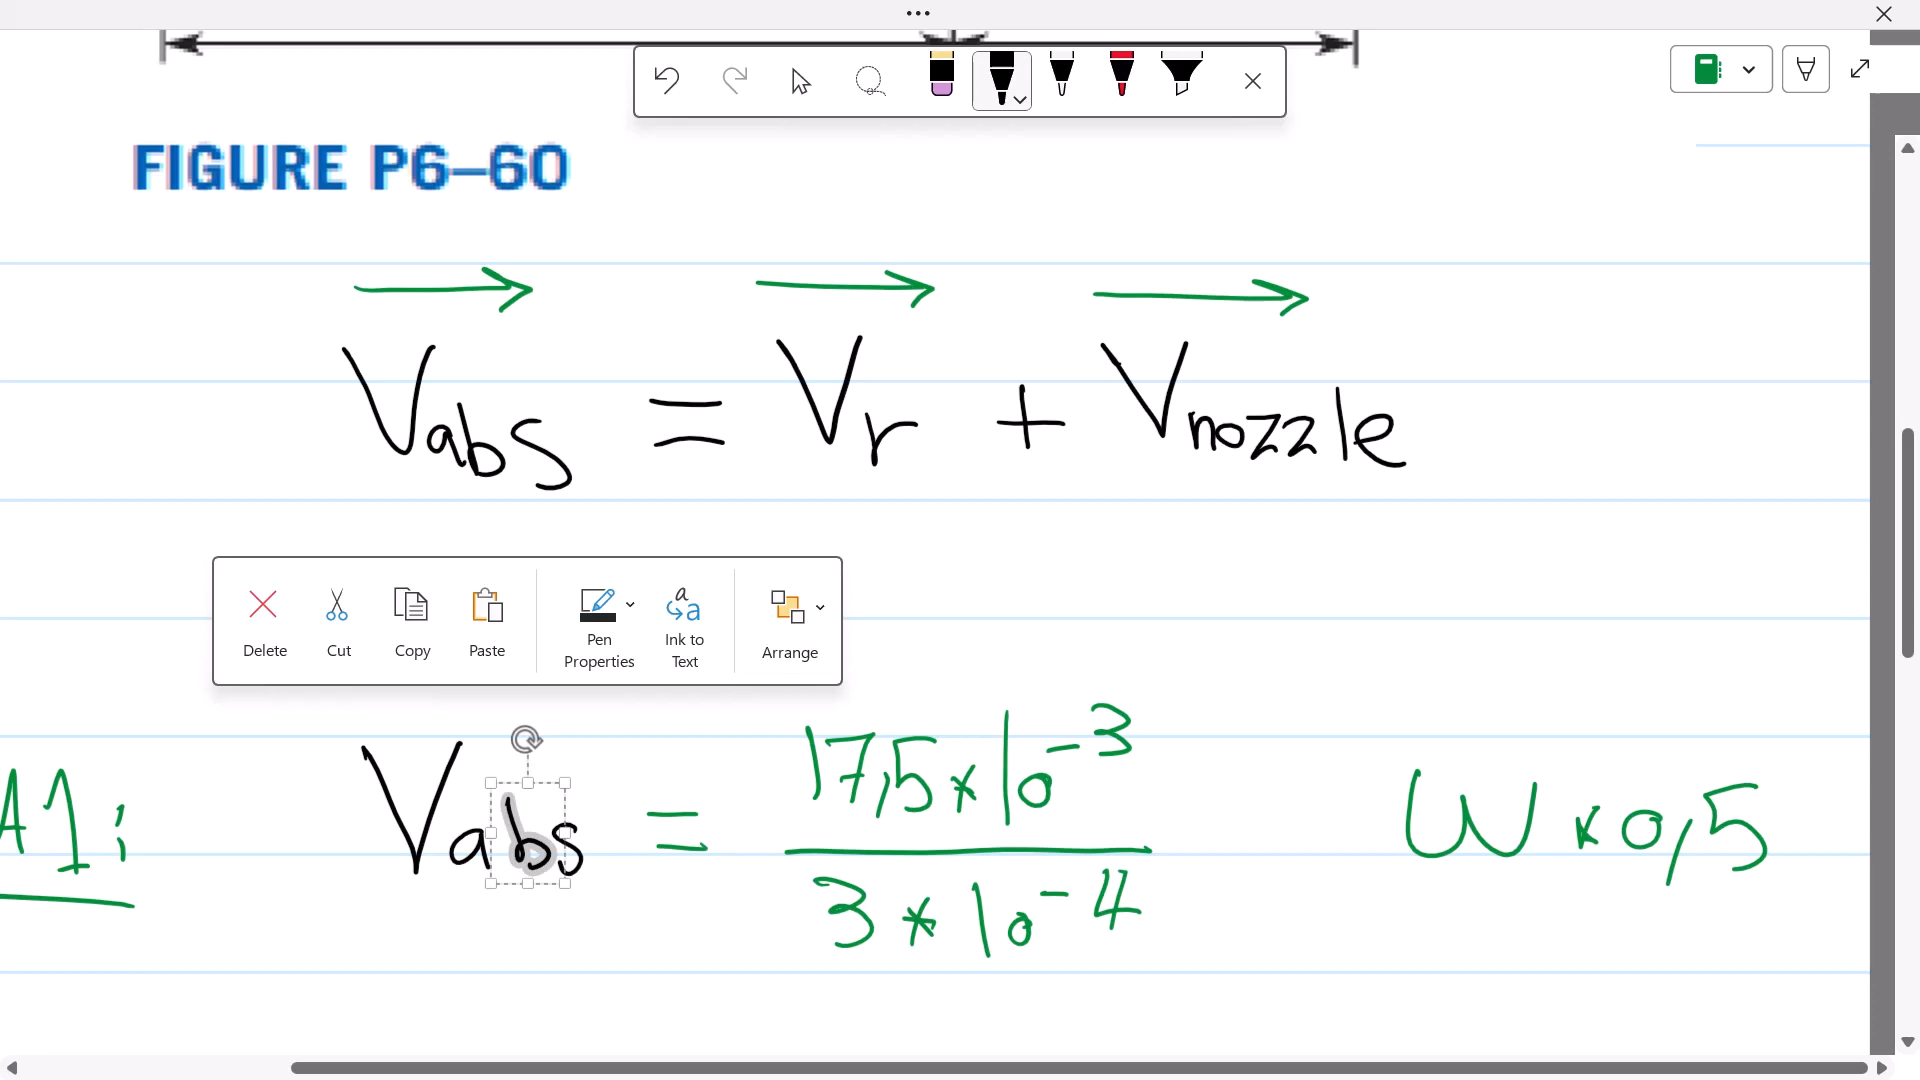 FIGURE P6–60
Vabs = Vr + Vnozzle
Delete Cut Copy Paste Pen Properties Ink to Text Arrange
A1:
Vabs = 17,5*10^-3 / 3*10^-4 W*0,5